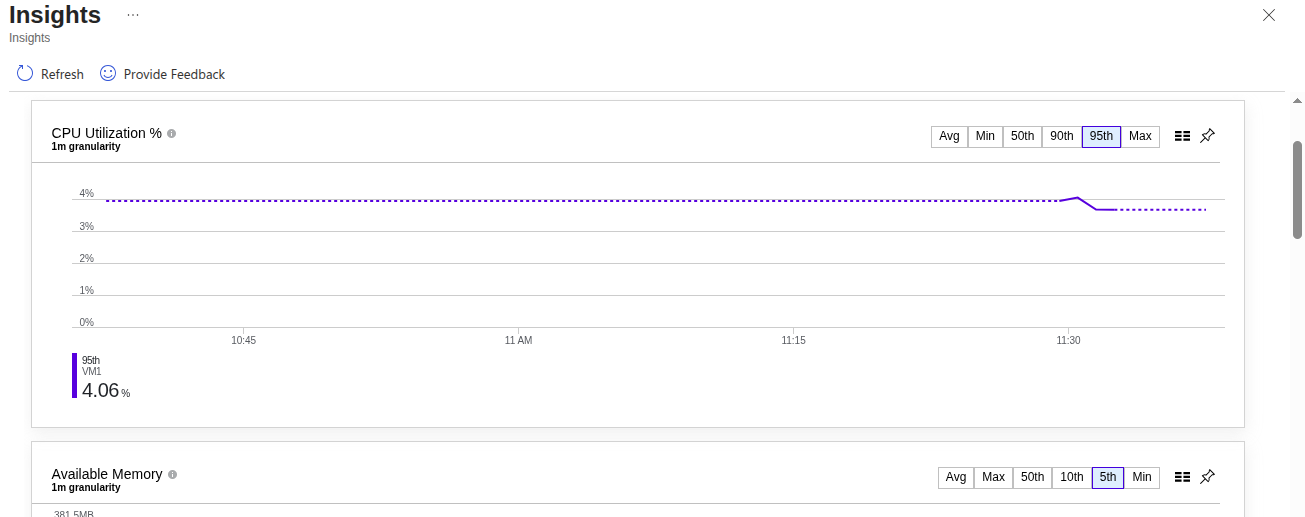 Insights ...
Insights
Refresh Provide Feedback
CPU Utilization %
1m granularity
Avg Min 50th 90th 95th Max
4%
3%
2%
1%
0%
10:45 11 AM 11:15 11:30
95th
VM1
4.06 %
Available Memory
1m granularity
Avg Max 50th 10th 5th Min
381.5MB